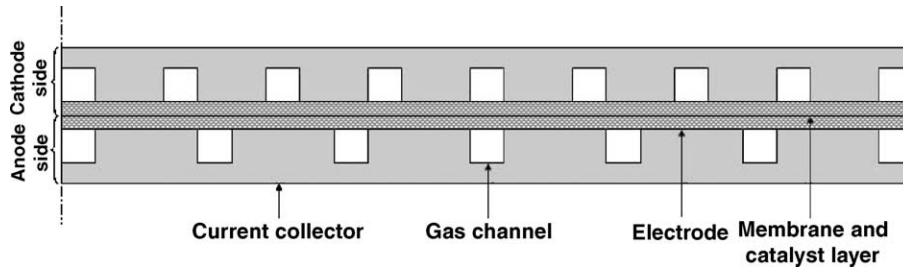 Cathode
side
Anode
side
Current collector
Gas channel
Electrode
Membrane and
catalyst layer